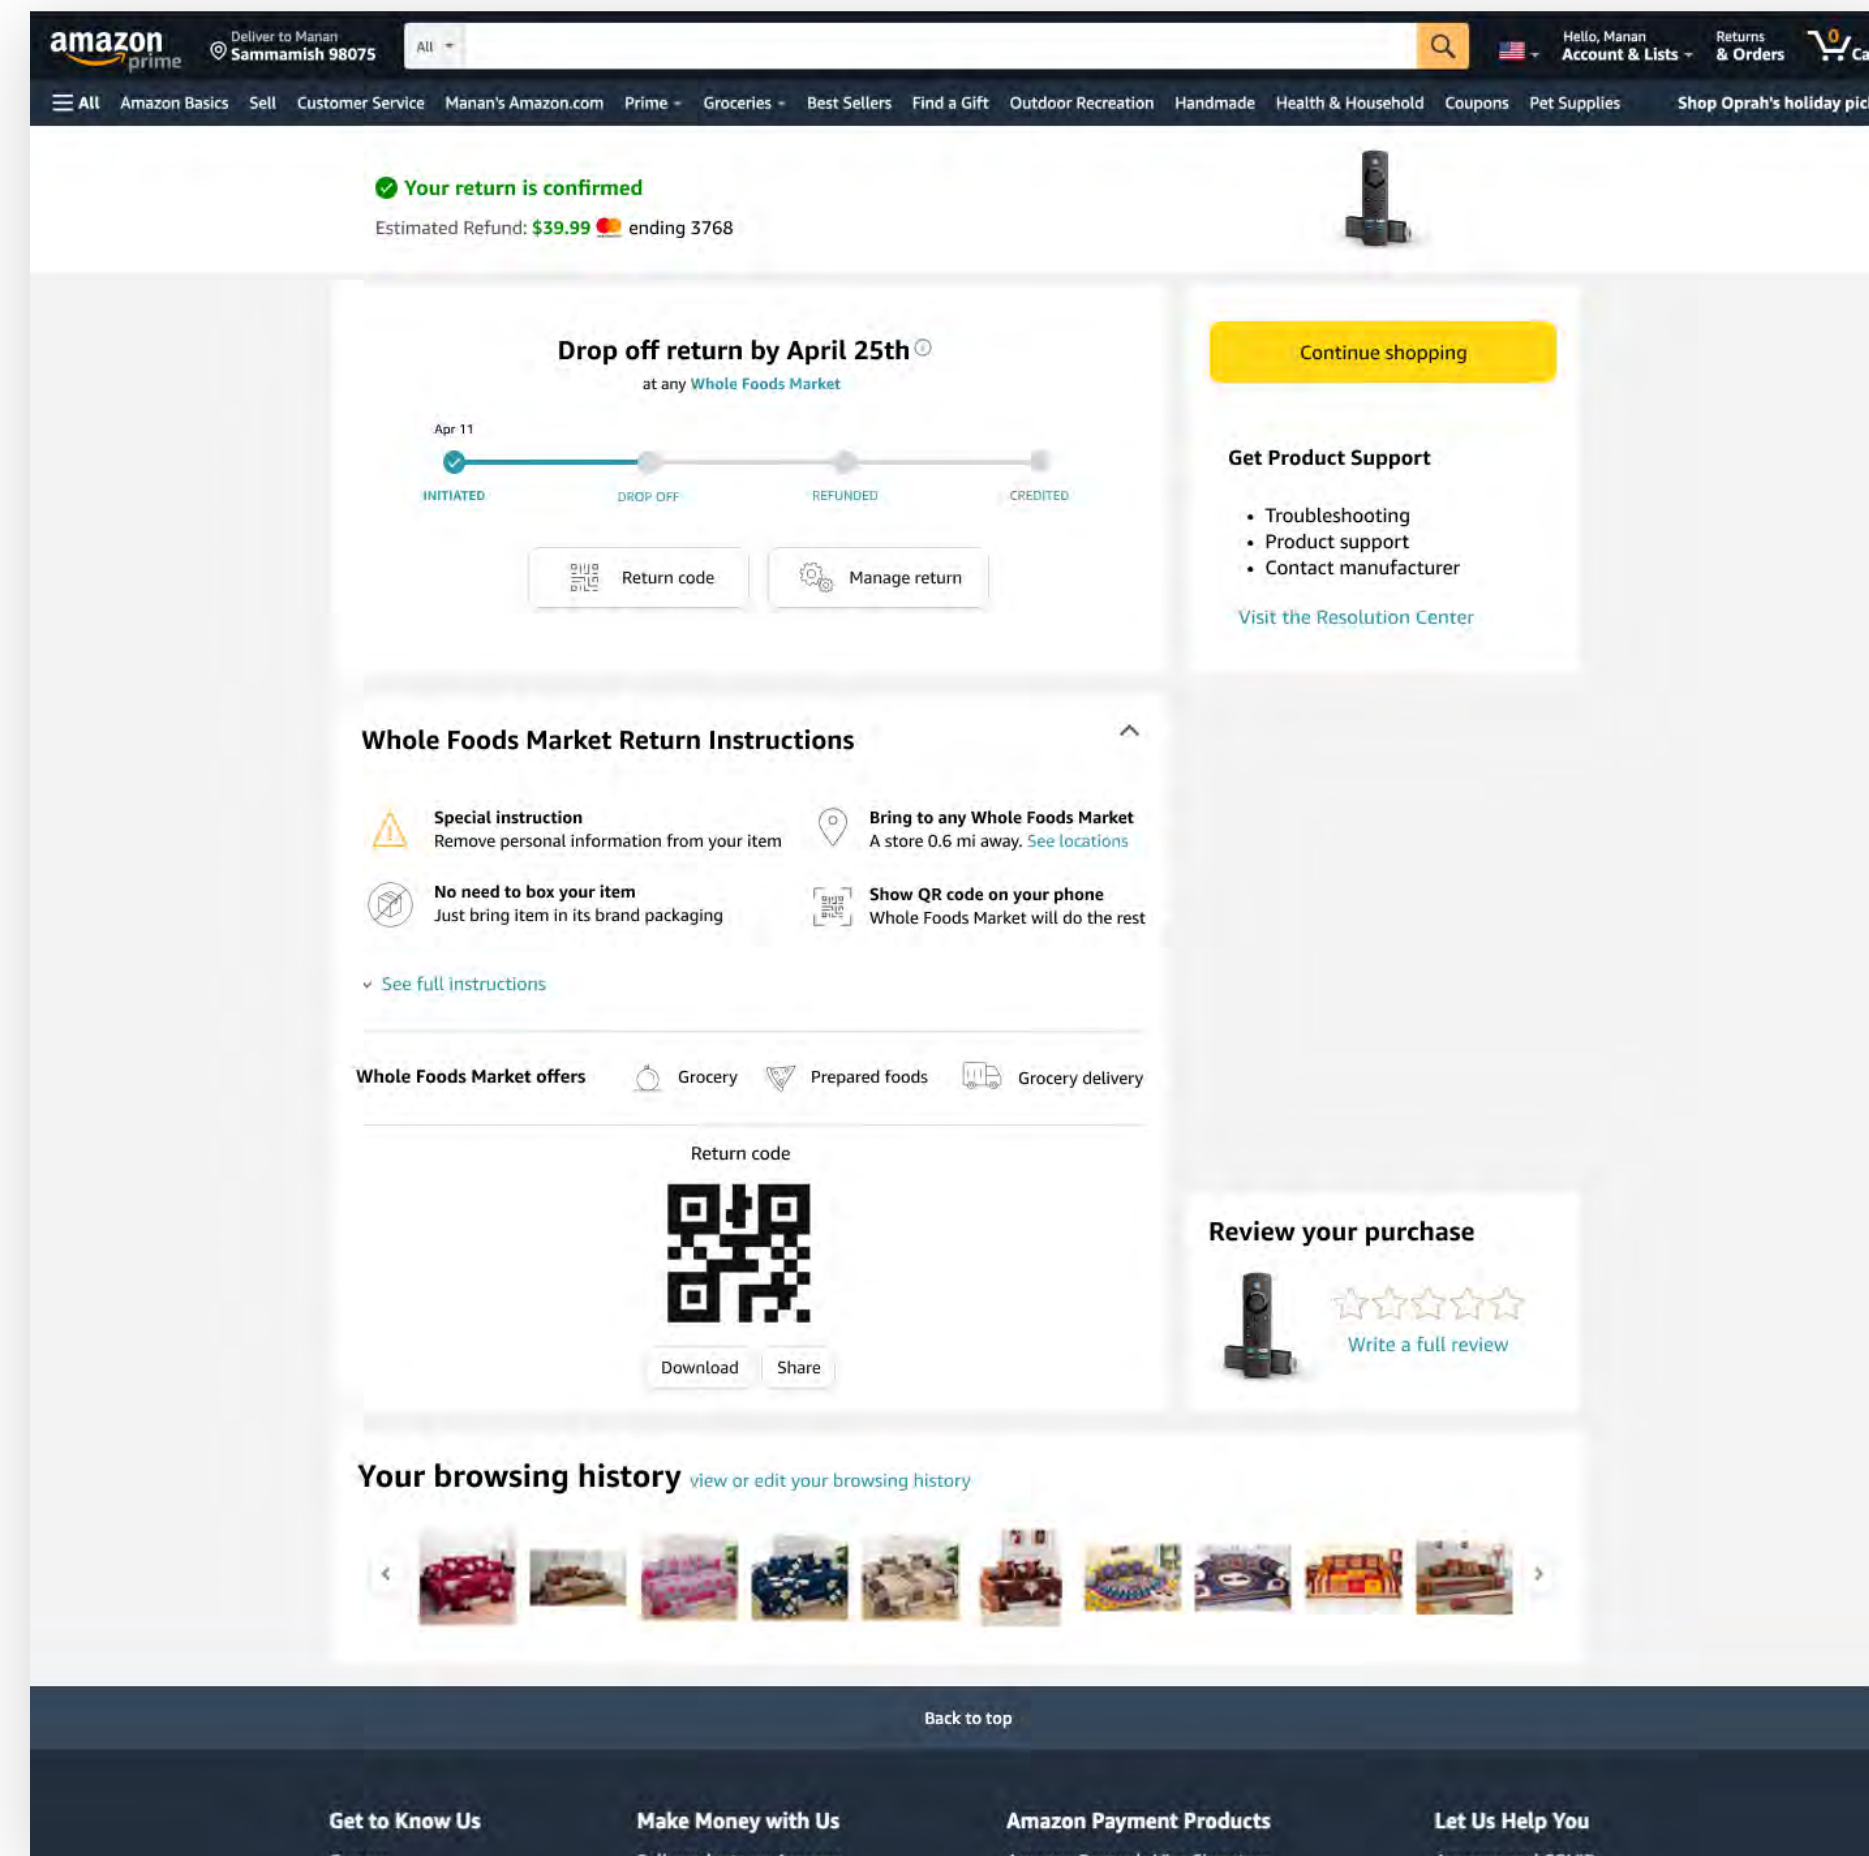 amazon
prime
Deliver to Manan
Sammamish 98075
All
Hello, Manan
Account & Lists
Returns
& Orders
0
All
Amazon Basics
Sell
Customer Service
Manan's Amazon.com
Prime
Groceries
Best Sellers
Find a Gift
Outdoor Recreation
Handmade
Health & Household
Coupons
Pet Supplies
Shop Oprah's holiday
Your return is confirmed
Estimated Refund: $39.99 ending 3768
Drop off return by April 25th
at any Whole Foods Market
Apr 11
INITIATED
DROP OFF
REFUNDED
CREDITED
Return code
Manage return
Continue shopping
Get Product Support
• Troubleshooting
• Product support
• Contact manufacturer
Visit the Resolution Center
Whole Foods Market Return Instructions
Special instruction
Remove personal information from your item
Bring to any Whole Foods Market
A store 0.6 mi away. See locations
No need to box your item
Just bring item in its brand packaging
Show QR code on your phone
Whole Foods Market will do the rest
See full instructions
Whole Foods Market offers
Grocery
Prepared foods
Grocery delivery
Return code
Download
Share
Review your purchase
Write a full review
Your browsing history view or edit your browsing history
Back to top
Get to Know Us
Make Money with Us
Amazon Payment Products
Let Us Help You